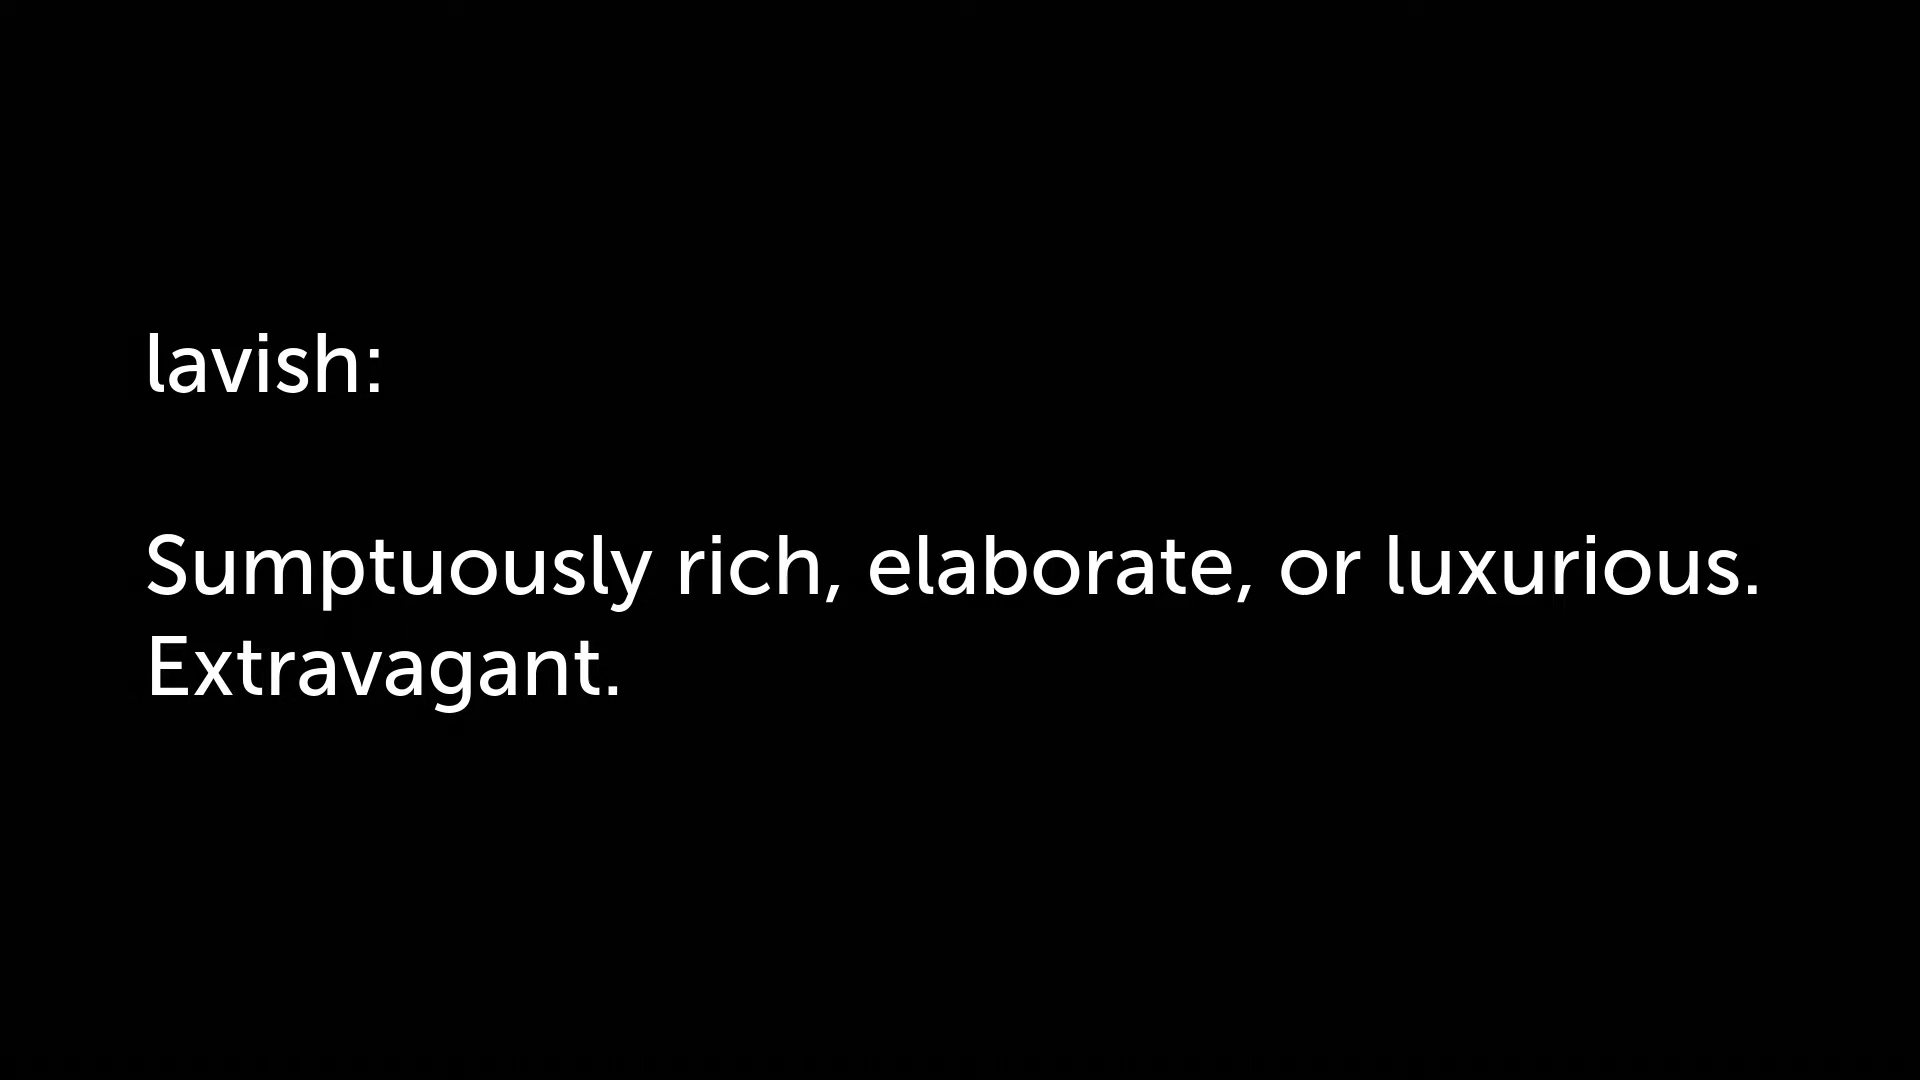 lavish:
Sumptuously rich, elaborate, or luxurious.
Extravagant.